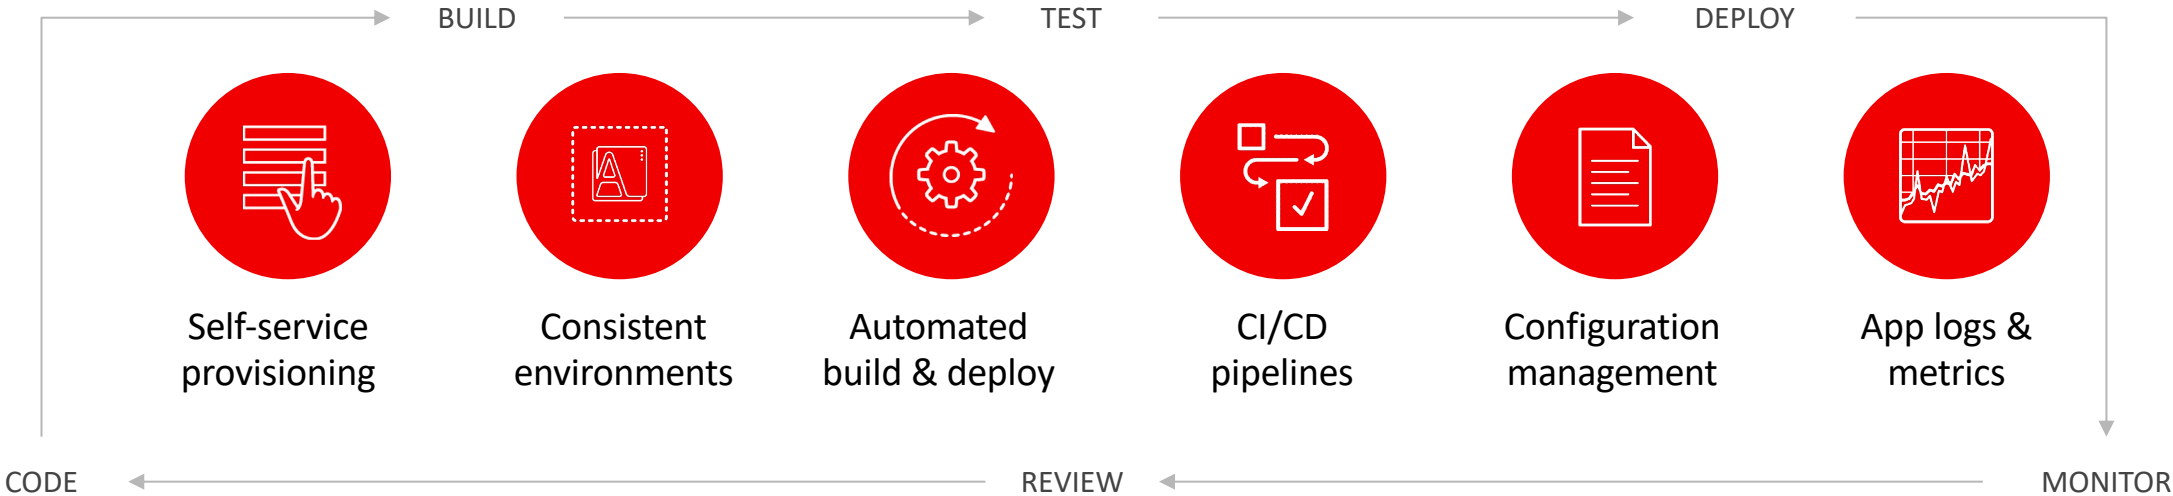 BUILD
TEST
DEPLOY
A
Self-service
provisioning
Consistent
environments
Automated
build & deploy
CI/CD
pipelines
Configuration
management
App logs &
metrics
CODE
REVIEW
MONITOR